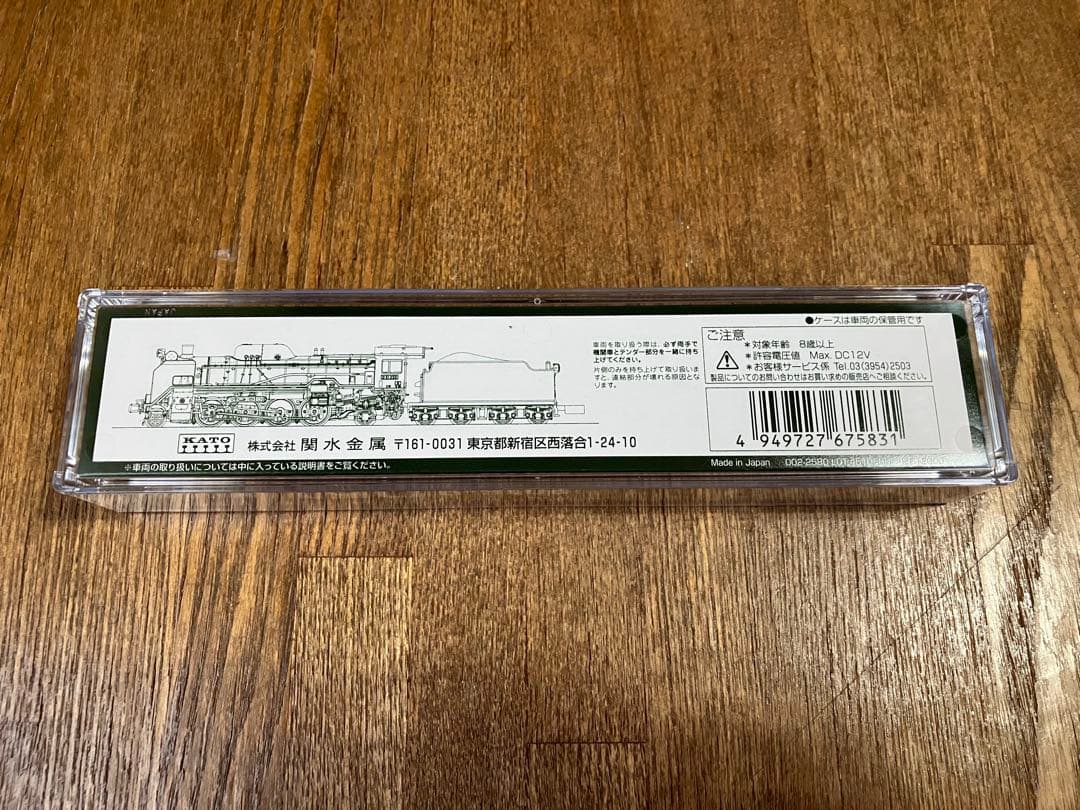 JAPAN
●ケースは車両の保管用です
車両を取り扱う際は、必ず両手で
機関車とテンダー部分を一緒に持ち
上げてください。
片側のみを持ち上げて取り扱いま
すと、連結部分が壊れる原因とな
ります。
ご注意
*対象年齢 8歳以上
*許容電圧値 Max. DC12V
*お客様サービス係 Tel.03(3954)2503
製品についてのお問い合わせはお買い求めの販売店へご相談ください。
4 949727 675831
KATO
株式会社 関水金属 〒161-0031 東京都新宿区西落合1-24-10
※車両の取り扱いについては中に入っている説明書をご覧ください。
Made in Japan